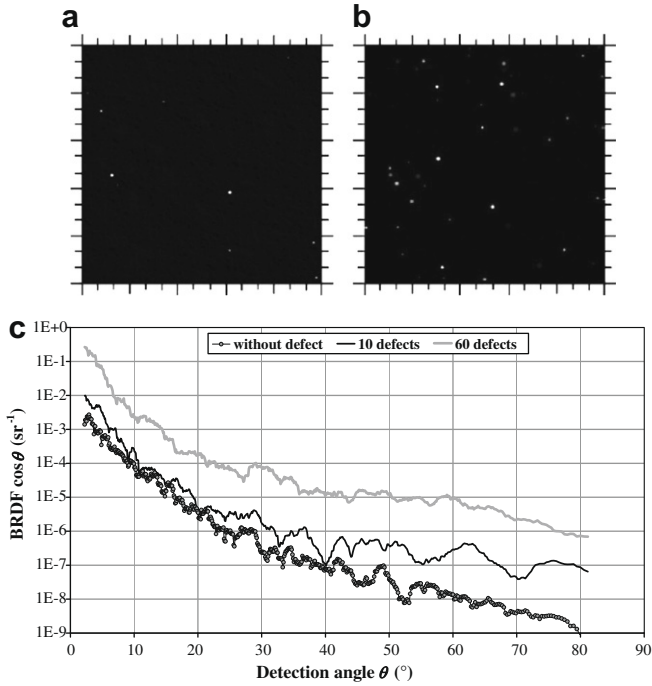 a
b
c
without defect
10 defects
60 defects
1E+0
1E-1
1E-2
1E-3
1E-4
1E-5
1E-6
1E-7
1E-8
1E-9
BRDF cosθ (sr⁻¹)
0 10 20 30 40 50 60 70 80 90
Detection angle θ (°)